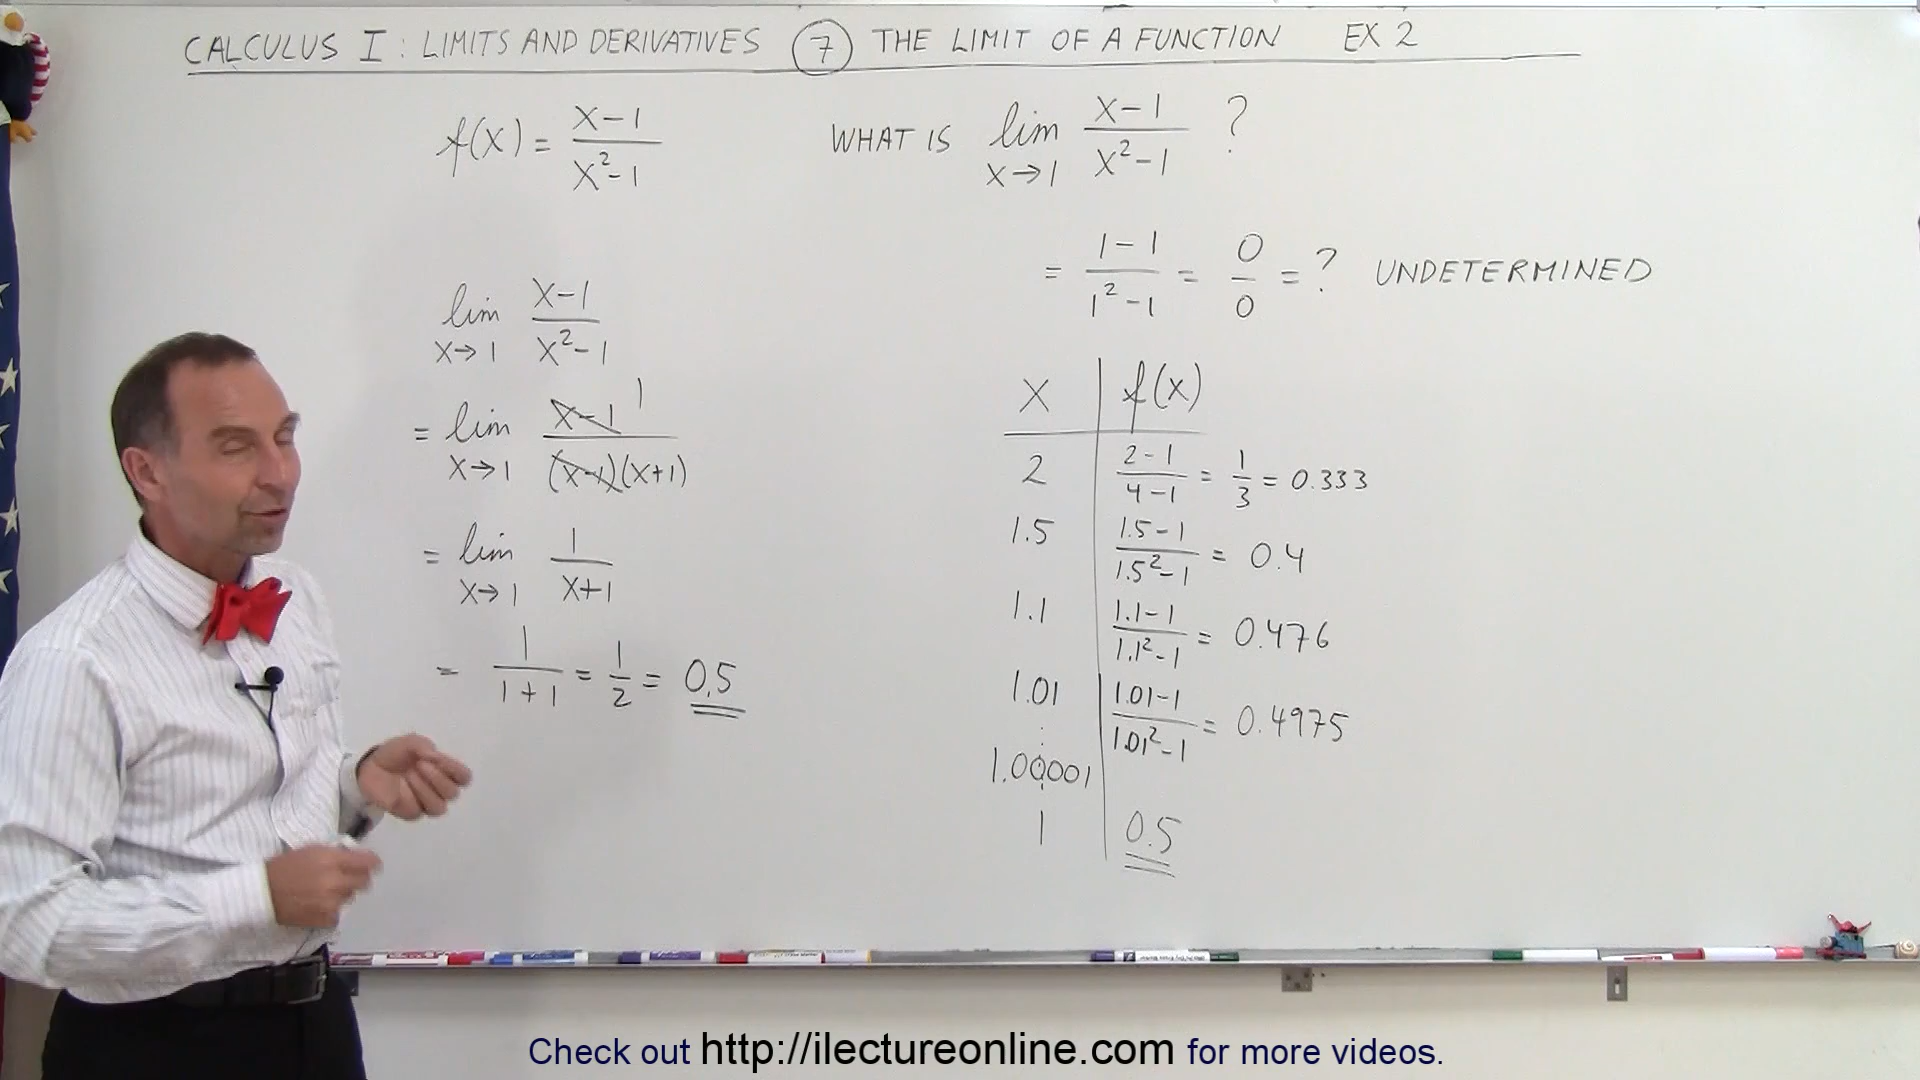 CALCULUS I: LIMITS AND DERIVATIVES 7 THE LIMIT OF A FUNCTION EX 2
f(x) = x-1 / x²-1
WHAT IS lim x→1 x-1 / x²-1 ?
= 1-1 / 1²-1 = 0/0 = ? UNDETERMINED
lim x→1 x-1 / x²-1
= lim x→1 x-1 1 / (x-1)(x+1)
= lim x→1 1 / x+1
= 1 / 1+1 = 1/2 = 0.5
x | f(x)
2 | 2-1 / 4-1 = 1/3 = 0.333
1.5 | 1.5-1 / 1.5²-1 = 0.4
1.1 | 1.1-1 / 1.1²-1 = 0.476
1.01 | 1.01-1 / 1.01²-1 = 0.4975
1.00001
1 | 0.5
Check out http://ilectureonline.com for more videos.